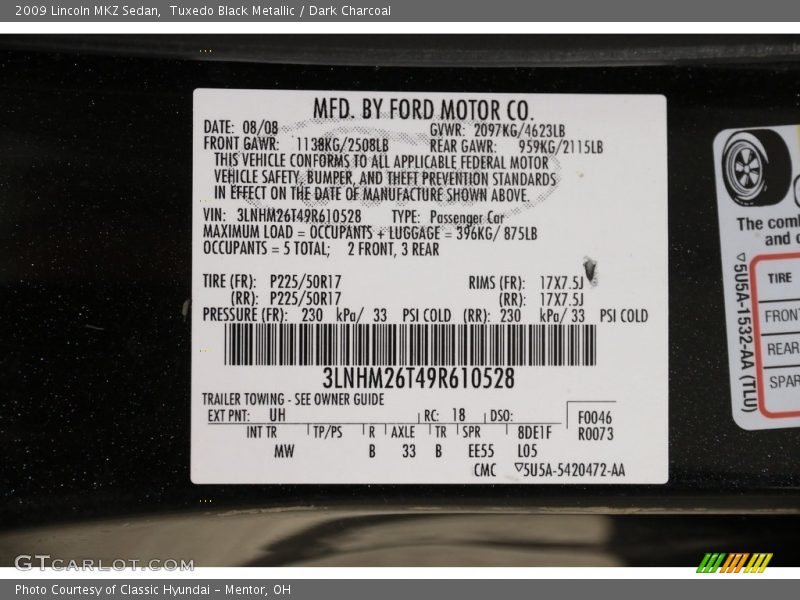 2009 Lincoln MKZ Sedan, Tuxedo Black Metallic / Dark Charcoal
MFD. BY FORD MOTOR CO.
DATE: 08/08 GVWR: 2097KG/4623LB
FRONT GAWR: 1138KG/2508LB REAR GAWR: 959KG/2115LB
THIS VEHICLE CONFORMS TO ALL APPLICABLE FEDERAL MOTOR
VEHICLE SAFETY, BUMPER, AND THEFT PREVENTION STANDARDS
IN EFFECT ON THE DATE OF MANUFACTURE SHOWN ABOVE.
VIN: 3LNHM26T49R610528 TYPE: Passenger Car
MAXIMUM LOAD = OCCUPANTS + LUGGAGE = 396KG/ 875LB
OCCUPANTS = 5 TOTAL; 2 FRONT, 3 REAR
TIRE (FR): P225/50R17 RIMS (FR): 17X7.5J
(RR): P225/50R17 (RR): 17X7.5J
PRESSURE (FR): 230 kPa/ 33 PSI COLD (RR): 230 kPa/ 33 PSI COLD
3LNHM26T49R610528
TRAILER TOWING - SEE OWNER GUIDE
EXT PNT: UH RC: 18 DSO: F0046
INT TR TP/PS R AXLE TR SPR 8DE1F R0073
MW B 33 B EE55 L05
CMC 5U5A-5420472-AA
The com
and
5U5A-1532-AA (TLU)
TIRE
FRONT
REAR
SPAR
GTCARLOT.COM
Photo Courtesy of Classic Hyundai - Mentor, OH